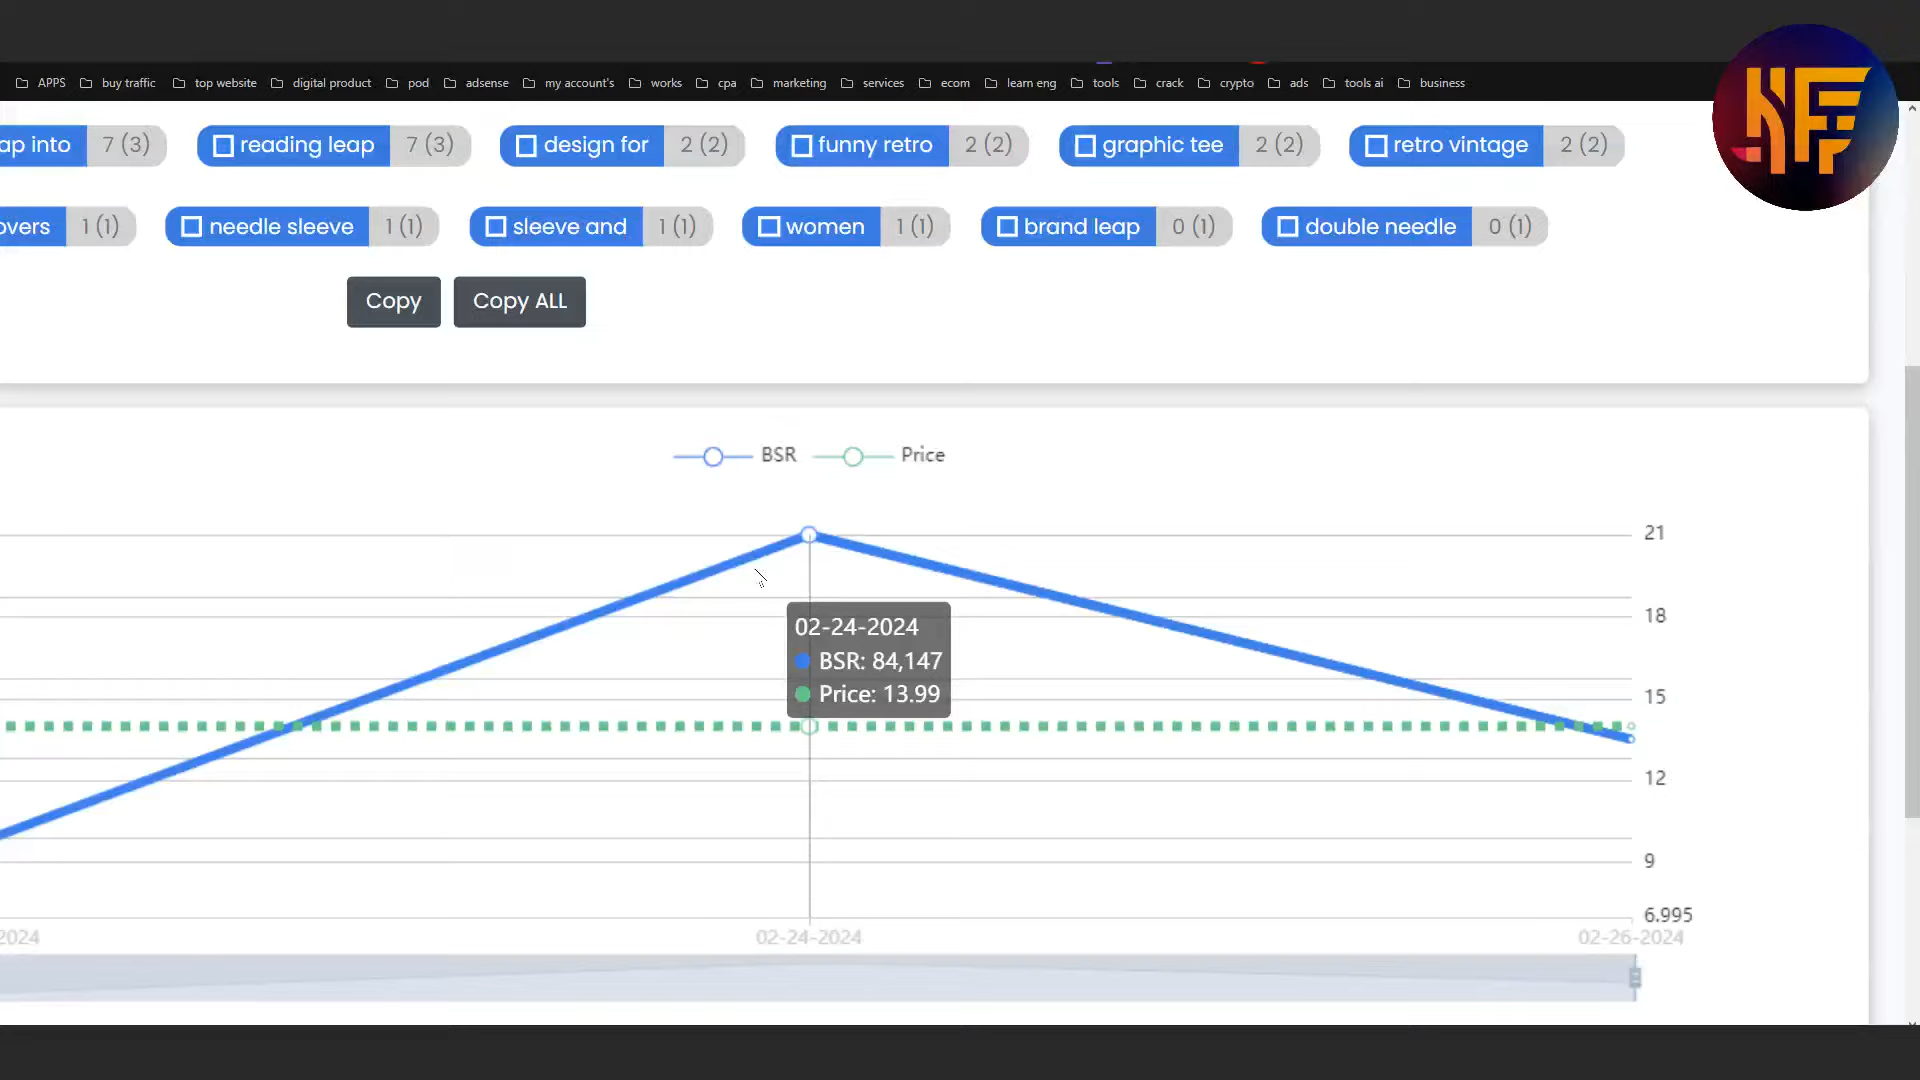 APPS buy traffic top website digital product pod adsense my account's works cpa marketing services ecom learn eng tools crack crypto ads tools ai business
ap into 7 (3) reading leap 7 (3) design for 2 (2) funny retro 2 (2) graphic tee 2 (2) retro vintage 2 (2)
overs 1 (1) needle sleeve 1 (1) sleeve and 1 (1) women 1 (1) brand leap 0 (1) double needle 0 (1)
Copy Copy ALL
BSR Price
21
18
15
12
9
6.995
02-24-2024
BSR: 84,147
Price: 13.99
2024 02-24-2024 02-26-2024